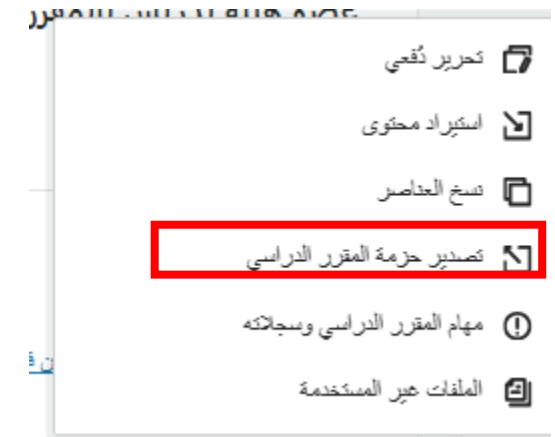 تحرير دُفعي
استيراد محتوى
نسخ العناصر
تصدير حزمة المقرر الدراسي
مهام المقرر الدراسي وسجلاته
الملفات غير المستخدمة